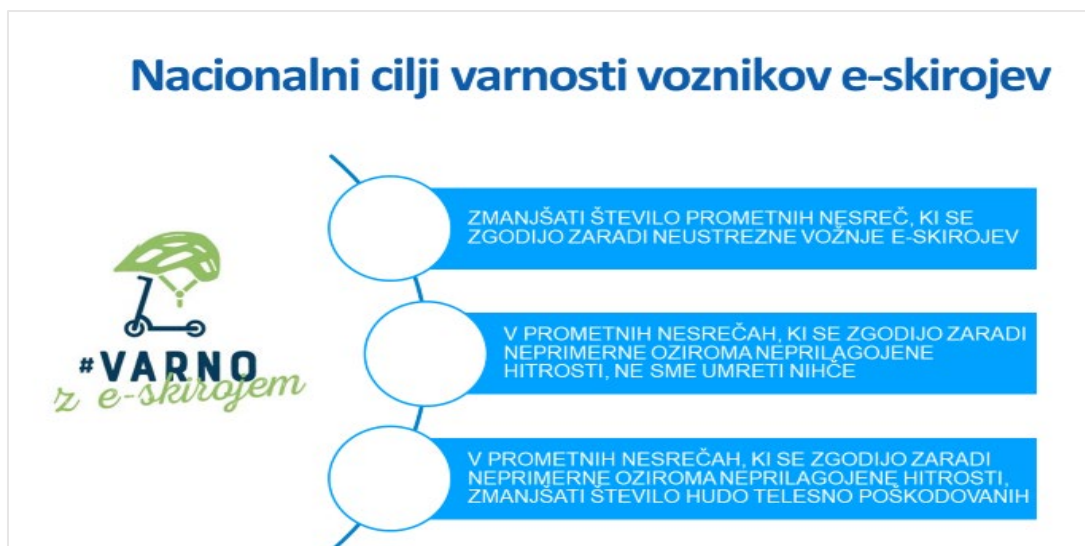 Nacionalni cilji varnosti voznikov e-skirojev
ZMANJŠATI ŠTEVILO PROMETNIH NESREČ, KI SE
ZGODIJO ZARADI NEUSTREZNE VOŽNJE E-SKIROJEV
#VARNO
z e-skirojem
V PROMETNIH NESREČAH, KI SE ZGODIJO ZARADI
NEPRIMERNE OZIROMA NEPRILAGOJENE
HITROSTI, NE SME UMRETI NIHČE
V PROMETNIH NESREČAH, KI SE ZGODIJO ZARADI
NEPRIMERNE OZIROMA NEPRILAGOJENE HITROSTI,
ZMANJŠATI ŠTEVILO HUDO TELESNO POŠKODOVANIH